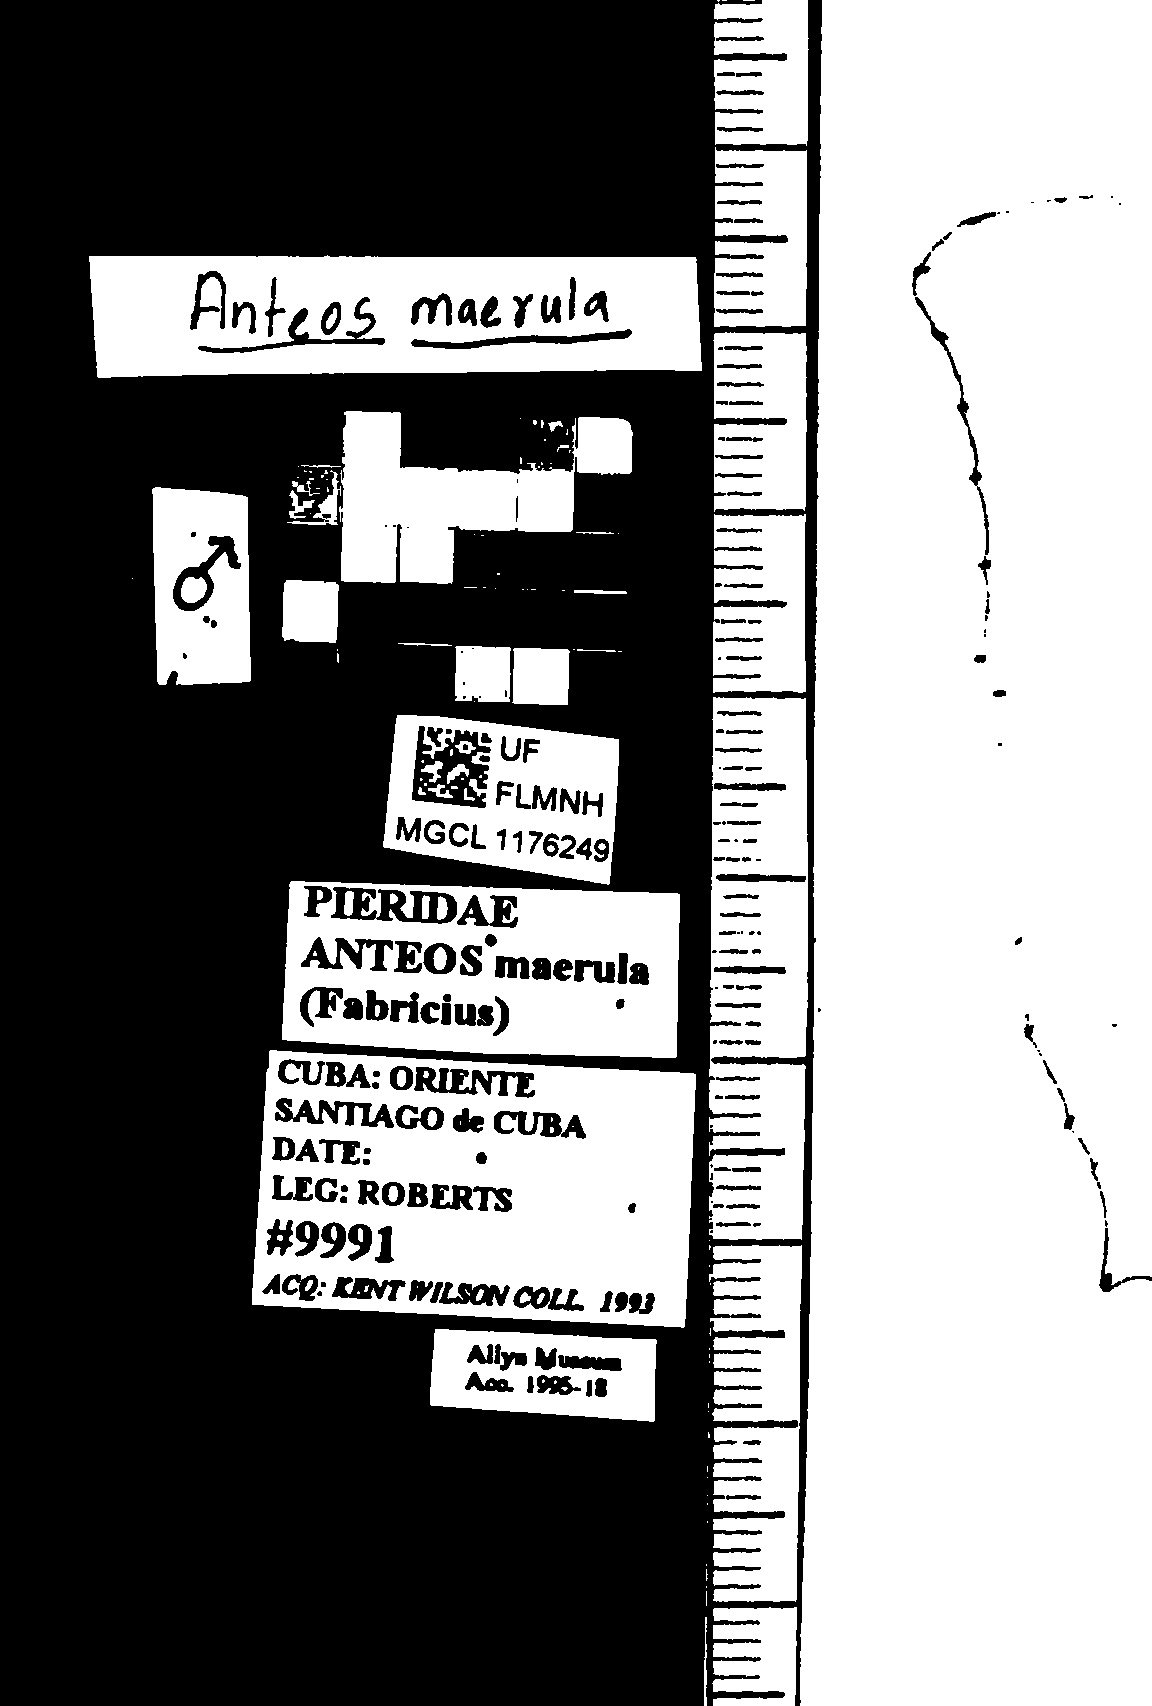 Anteos maerula
♂
UF
FLMNH
MGCL 1176249
PIERIDAE
ANTEOS maerula
(Fabricius)
CUBA: ORIENTE
SANTIAGO de CUBA
DATE:
LEG: ROBERTS
#9991
ACQ: KENT WILSON COLL. 1993
Allyn Museum
Acc. 1995-18